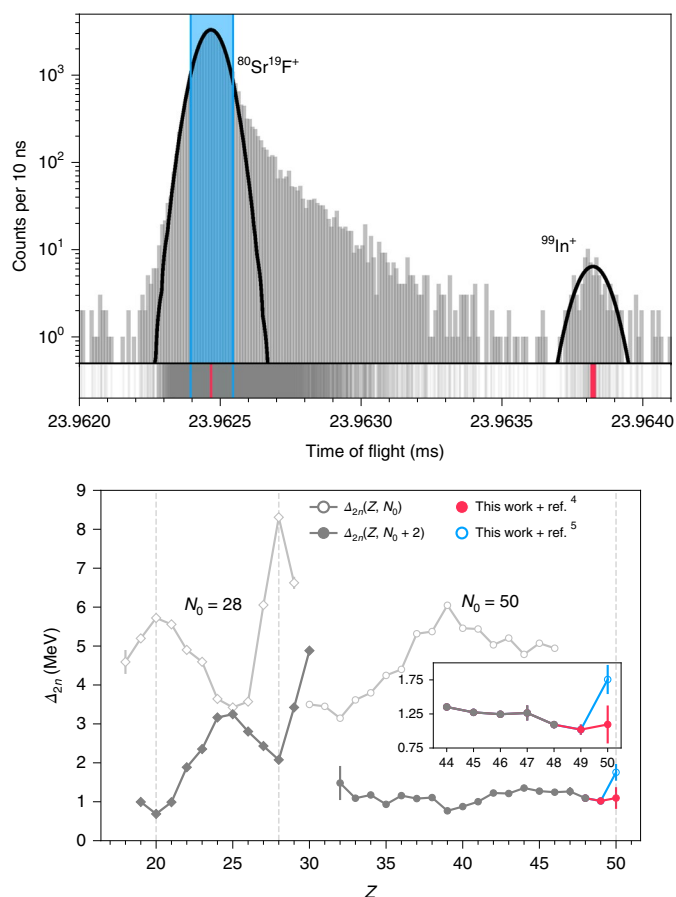 10³
10²
10¹
10⁰
Counts per 10 ns
⁸⁰Sr¹⁹F⁺
⁹⁹In⁺
23.9620 23.9625 23.9630 23.9635 23.9640
Time of flight (ms)
9
8
7
6
5
4
3
2
1
0
Δ₂ₙ (MeV)
Δ₂ₙ(Z, N₀)
Δ₂ₙ(Z, N₀ + 2)
This work + ref. ⁴
This work + ref. ⁵
N₀ = 28
N₀ = 50
1.75
1.25
0.75
44 45 46 47 48 49 50
20 25 30 35 40 45 50
Z